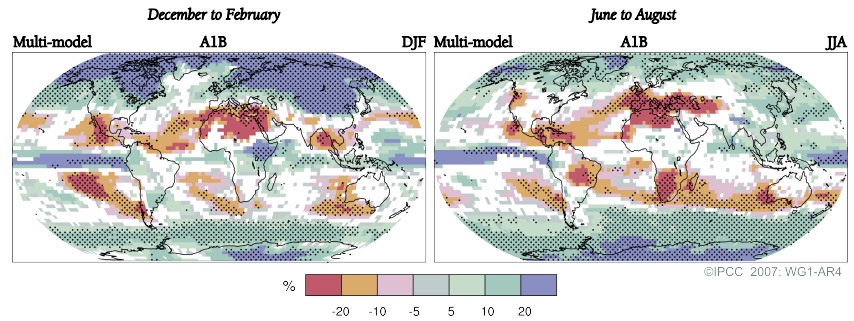 December to February
June to August
Multi-model A1B DJF
Multi-model A1B JJA
©IPCC 2007: WG1-AR4
%
-20 -10 -5 5 10 20